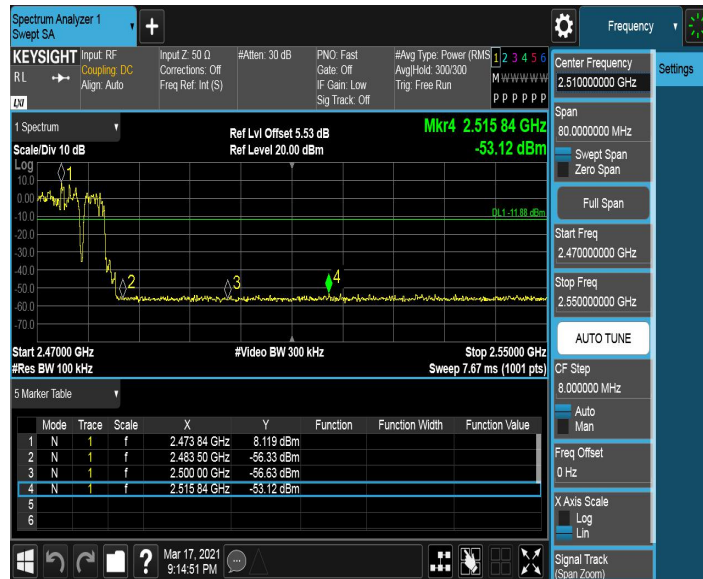 Spectrum Analyzer 1
Swept SA
Frequency
KEYSIGHT
Input: RF
Input Z: 50 Ω
#Atten: 30 dB
PNO: Fast
#Avg Type: Power (RMS
1 2 3 4 5 6
RL
Coupling: DC
Corrections: Off
Gate: Off
Avg|Hold: 300/300
M W W W W W
Align: Auto
Freq Ref: Int (S)
IF Gain: Low
Trig: Free Run
Sig Track: Off
P P P P P P
LXI
1 Spectrum
Ref Lvl Offset 5.53 dB
Mkr4 2.515 84 GHz
Scale/Div 10 dB
Ref Level 20.00 dBm
-53.12 dBm
Log
10.0
0.00
-10.0
-20.0
-30.0
-40.0
-50.0
-60.0
-70.0
1
2
3
4
DL1 -11.88 dBm
Start 2.47000 GHz
#Video BW 300 kHz
Stop 2.55000 GHz
#Res BW 100 kHz
Sweep 7.67 ms (1001 pts)
5 Marker Table
Mode Trace Scale X Y Function Function Width Function Value
1 N 1 f 2.473 84 GHz 8.119 dBm
2 N 1 f 2.483 50 GHz -56.33 dBm
3 N 1 f 2.500 00 GHz -56.63 dBm
4 N 1 f 2.515 84 GHz -53.12 dBm
5
6
?
Mar 17, 2021
9:14:51 PM
Center Frequency
2.510000000 GHz
Settings
Span
80.0000000 MHz
Swept Span
Zero Span
Full Span
Start Freq
2.470000000 GHz
Stop Freq
2.550000000 GHz
AUTO TUNE
CF Step
8.000000 MHz
Auto
Man
Freq Offset
0 Hz
X Axis Scale
Log
Lin
Signal Track
(Span Zoom)